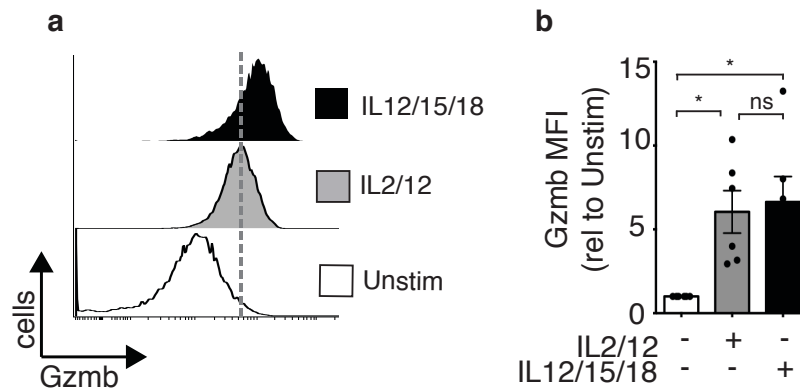 a
IL12/15/18
IL2/12
Unstim
cells
Gzmb
b
Gzmb MFI
(rel to Unstim)
15
10
5
0
*
*
ns
IL2/12 - + -
IL12/15/18 - - +